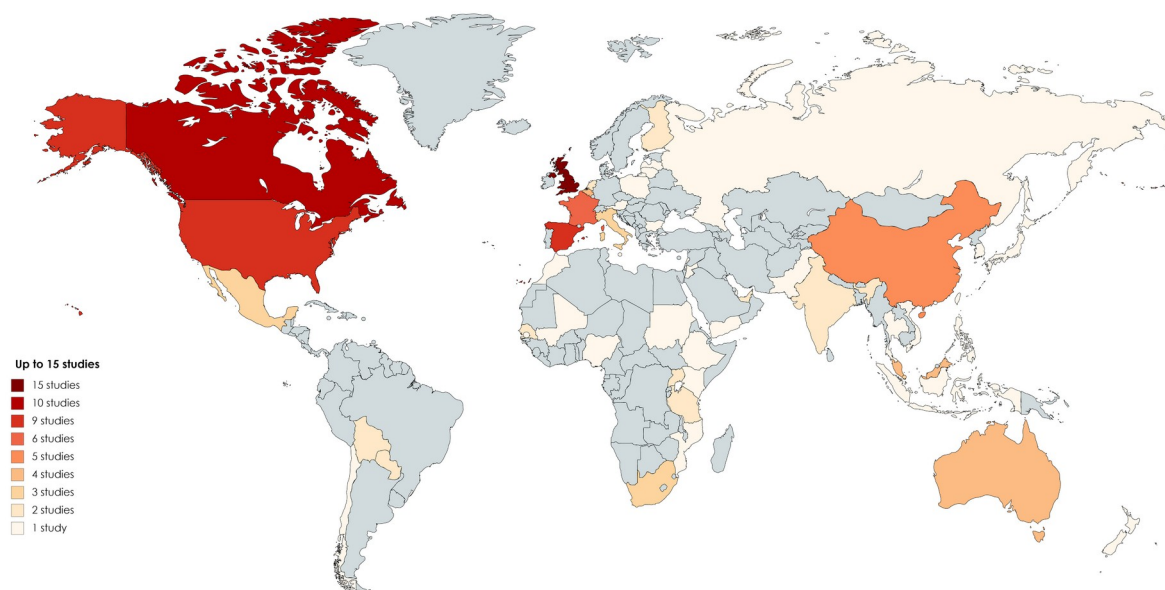 Up to 15 studies
15 studies
10 studies
9 studies
6 studies
5 studies
4 studies
3 studies
2 studies
1 study